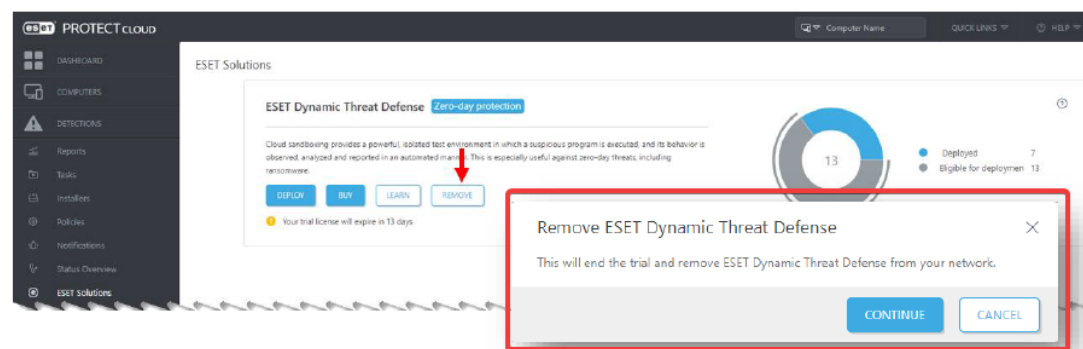 eset PROTECT CLOUD
Computer Name
QUICK LINKS
HELP
DASHBOARD
COMPUTERS
DETECTIONS
Reports
Tasks
Installers
Policies
Notifications
Status Overview
ESET Solutions
ESET Solutions
ESET Dynamic Threat Defense Zero-day protection
Cloud sandboxing provides a powerful, isolated test environment in which a suspicious program is executed, and its behavior is
observed, analyzed and reported in an automated manner. This is especially useful against zero-day threats, including
ransomware.
DEPLOY BUY LEARN REMOVE
Your trial license will expire in 13 days
13
Deployed 7
Eligible for deploymen 13
Remove ESET Dynamic Threat Defense
This will end the trial and remove ESET Dynamic Threat Defense from your network.
CONTINUE CANCEL